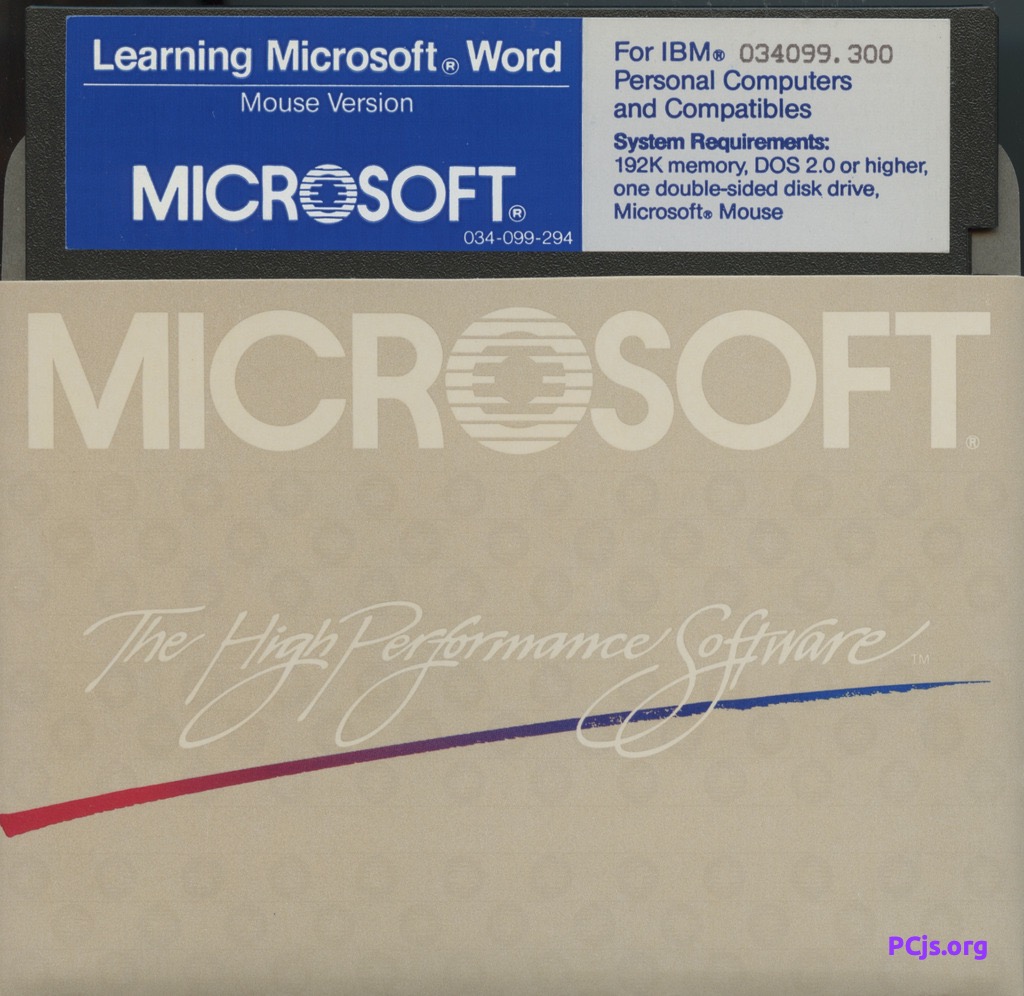 Learning Microsoft® Word
Mouse Version
MICROSOFT®
034-099-294
For IBM® 034099.300
Personal Computers
and Compatibles
System Requirements:
192K memory, DOS 2.0 or higher,
one double-sided disk drive,
Microsoft® Mouse
MICROSOFT®
The High Performance Software™
PCjs.org